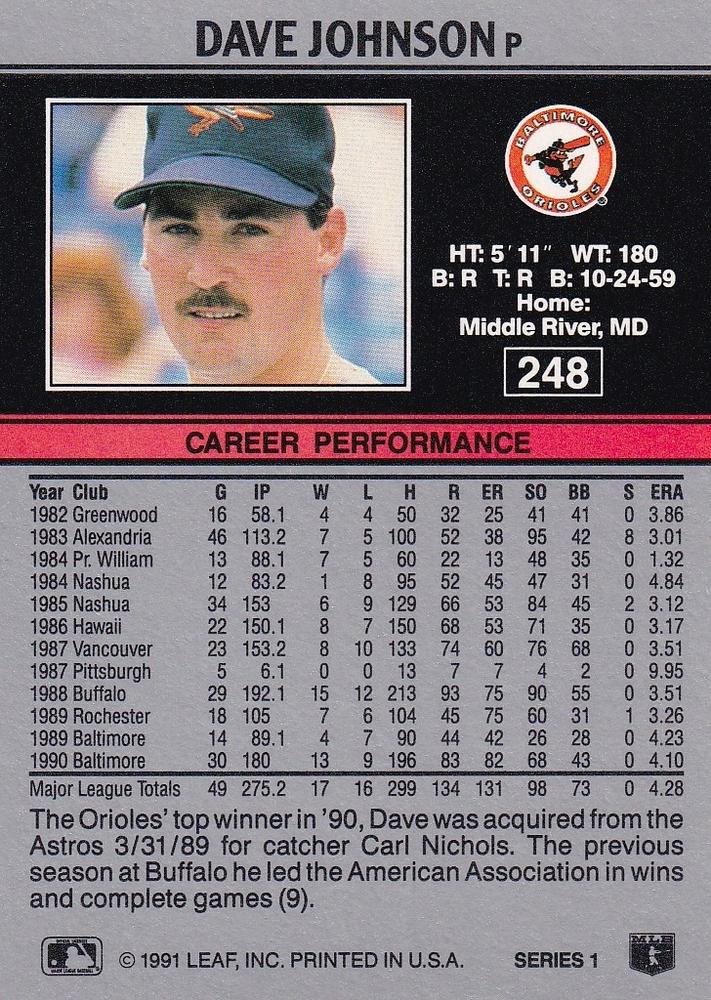 DAVE JOHNSON P
BALTIMORE
ORIOLES
HT: 5'11" WT: 180
B: R T: R B: 10-24-59
Home:
Middle River, MD
248
CAREER PERFORMANCE
Year Club G IP W L H R ER SO BB S ERA
1982 Greenwood 16 58.1 4 4 50 32 25 41 41 0 3.86
1983 Alexandria 46 113.2 7 5 100 52 38 95 42 8 3.01
1984 Pr. William 13 88.1 7 5 60 22 13 48 35 0 1.32
1984 Nashua 12 83.2 1 8 95 52 45 47 31 0 4.84
1985 Nashua 34 153 6 9 129 66 53 84 45 2 3.12
1986 Hawaii 22 150.1 8 7 150 68 53 71 35 0 3.17
1987 Vancouver 23 153.2 8 10 133 74 60 76 68 0 3.51
1987 Pittsburgh 5 6.1 0 0 13 7 7 4 2 0 9.95
1988 Buffalo 29 192.1 15 12 213 93 75 90 55 0 3.51
1989 Rochester 18 105 7 6 104 45 75 60 31 1 3.26
1989 Baltimore 14 89.1 4 7 90 44 42 26 28 0 4.23
1990 Baltimore 30 180 13 9 196 83 82 68 43 0 4.10
Major League Totals 49 275.2 17 16 299 134 131 98 73 0 4.28
The Orioles' top winner in '90, Dave was acquired from the
Astros 3/31/89 for catcher Carl Nichols. The previous
season at Buffalo he led the American Association in wins
and complete games (9).
© 1991 LEAF, INC. PRINTED IN U.S.A. SERIES 1
MLB